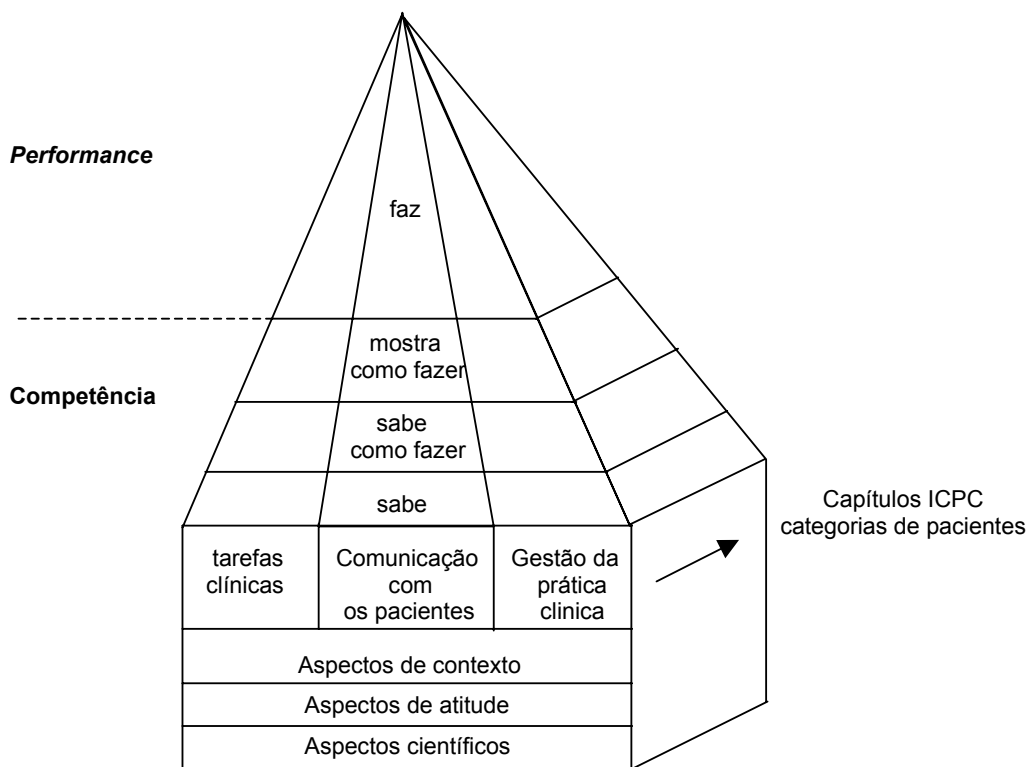 Performance
faz
mostra
como fazer
Competência
sabe
como fazer
sabe
Capítulos ICPC
categorias de pacientes
tarefas
clínicas
Comunicação
com
os pacientes
Gestão da
prática
clinica
Aspectos de contexto
Aspectos de atitude
Aspectos científicos